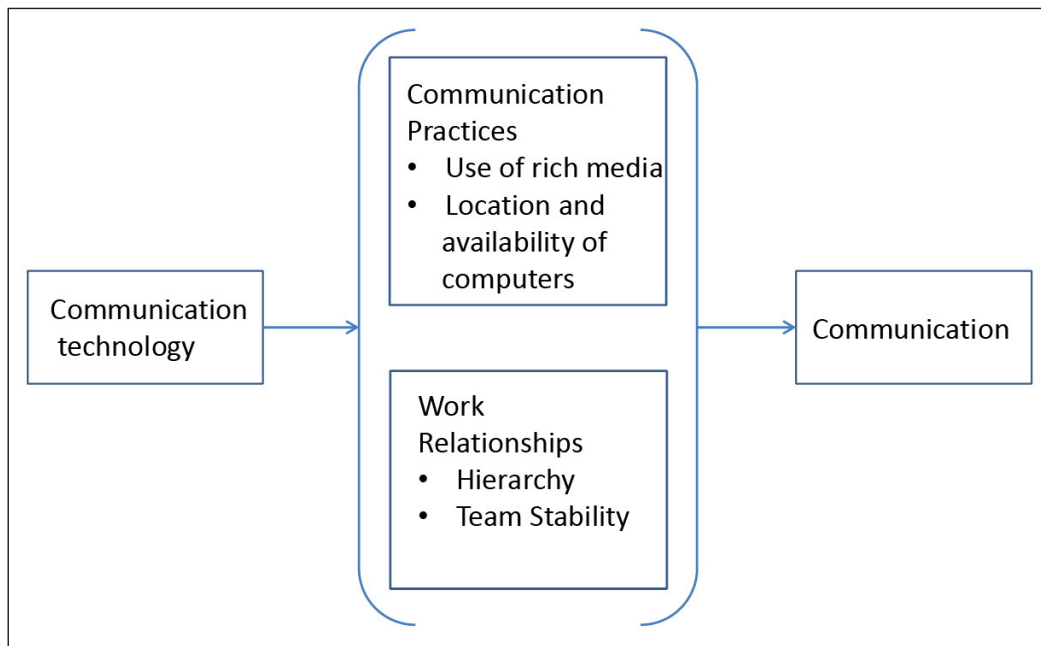 Communication
technology
Communication
Practices
• Use of rich media
• Location and
availability of
computers
Work
Relationships
• Hierarchy
• Team Stability
Communication